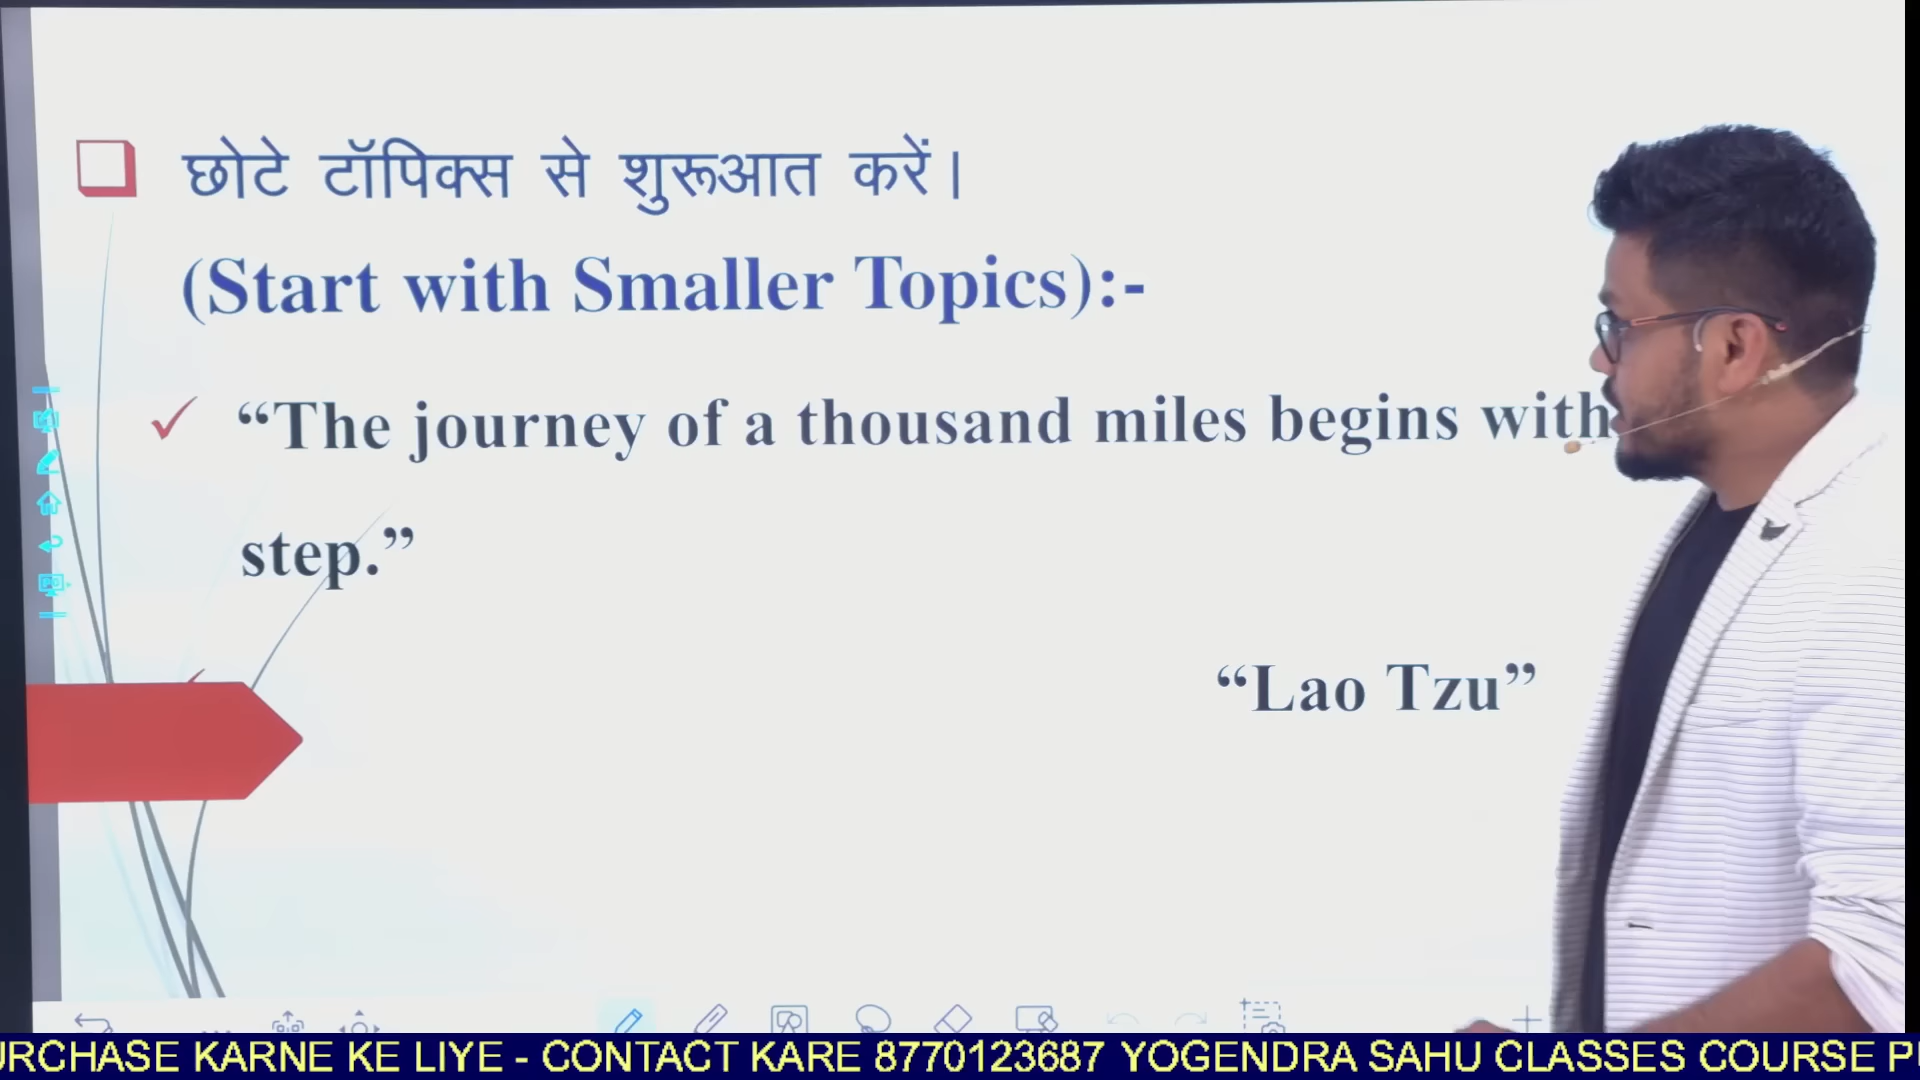 छोटे टॉपिक्स से शुरूआत करें।
(Start with Smaller Topics):-
“The journey of a thousand miles begins with
step.”
“Lao Tzu”
KARNE KE LIYE - CONTACT KARE 8770123687 YOGENDRA SAHU CLASSES COURSE